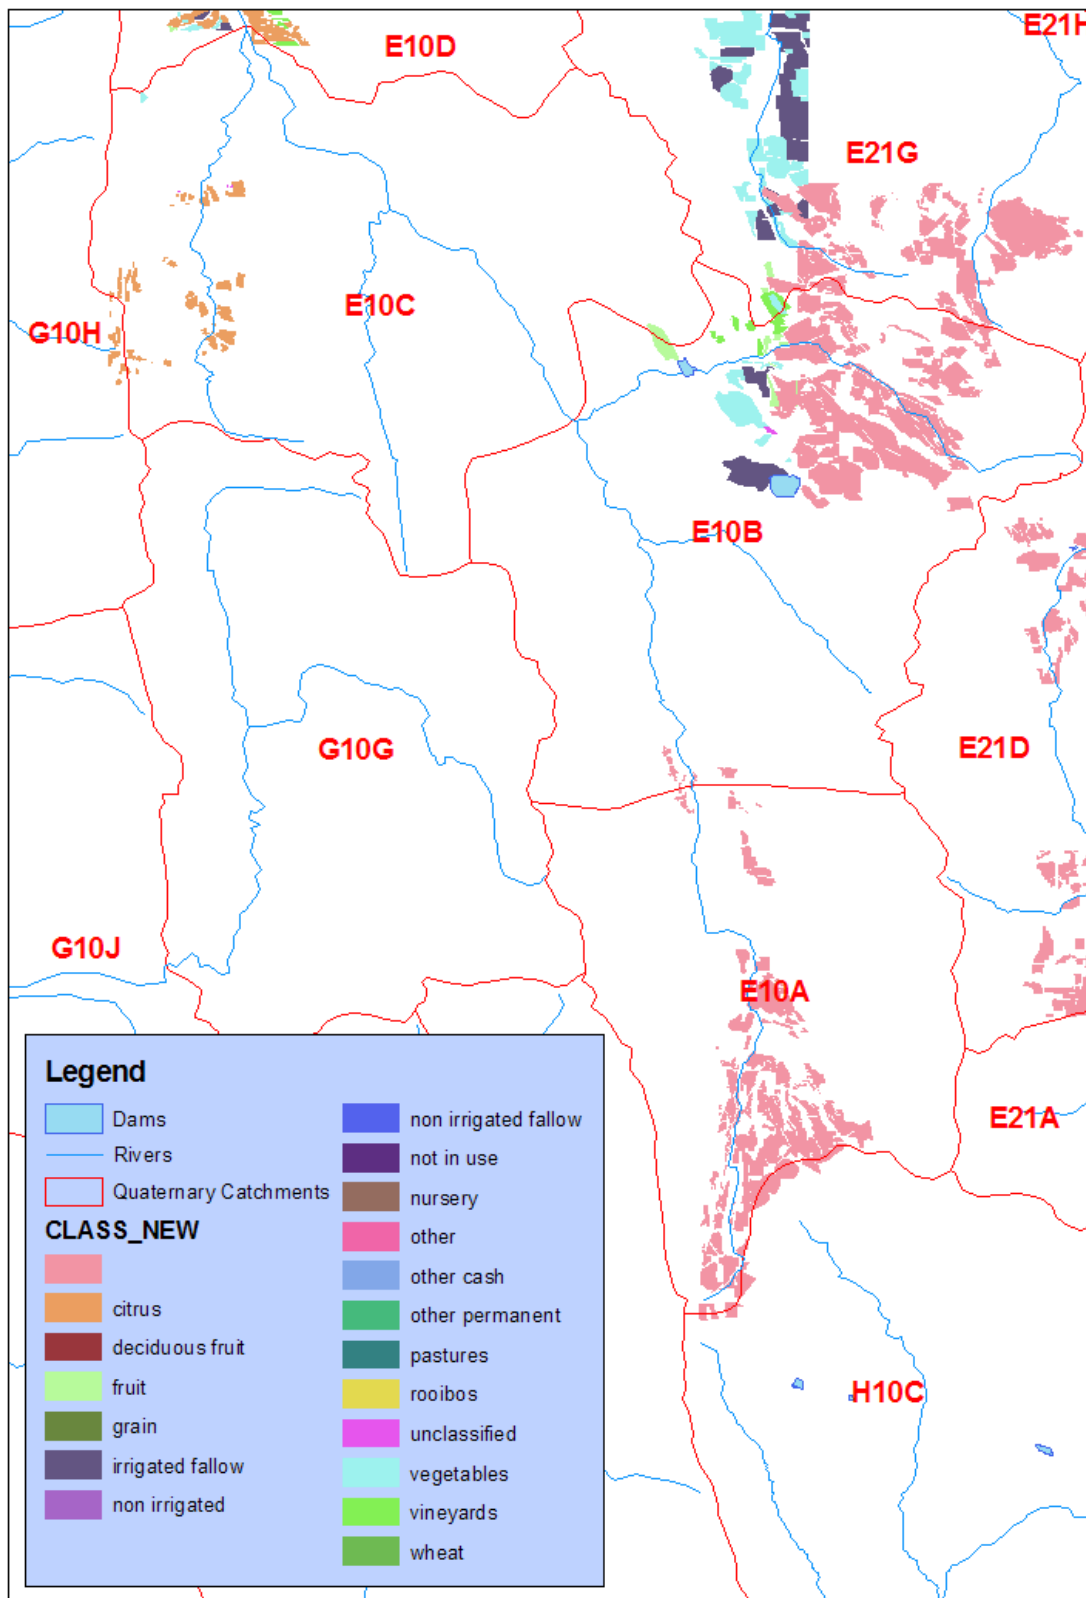 E21H
E10D
E21G
E10C
G10H
E10B
G10G
E21D
G10J
E10A
E21A
H10C
Legend
Dams
Rivers
Quaternary Catchments
CLASS_NEW
citrus
deciduous fruit
fruit
grain
irrigated fallow
non irrigated
non irrigated fallow
not in use
nursery
other
other cash
other permanent
pastures
rooibos
unclassified
vegetables
vineyards
wheat